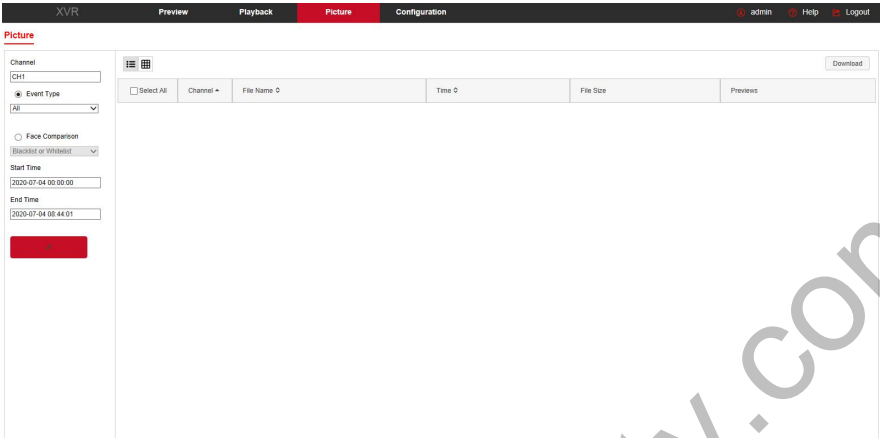 XVR Preview Playback Picture Configuration admin Help Logout
Picture
Channel
CH1
Event Type
All
Face Comparison
Blacklist or Whitelist
Start Time
2020-07-04 00:00:00
End Time
2020-07-04 08:44:01
Download
Select All Channel File Name Time File Size Previews